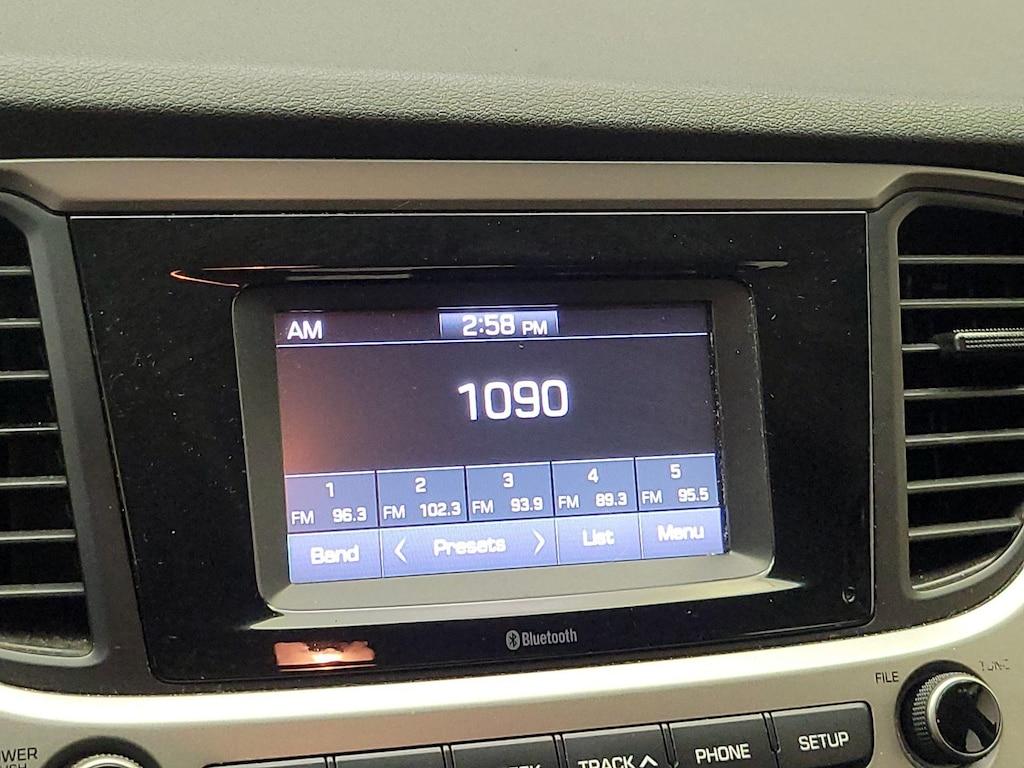 AM 2:58 PM
1090
1 2 3 4 5
FM 96.3 FM 102.3 FM 93.9 FM 89.3 FM 95.5
Band < Presets > List Menu
Bluetooth
FILE TUNE
TRACK PHONE SETUP